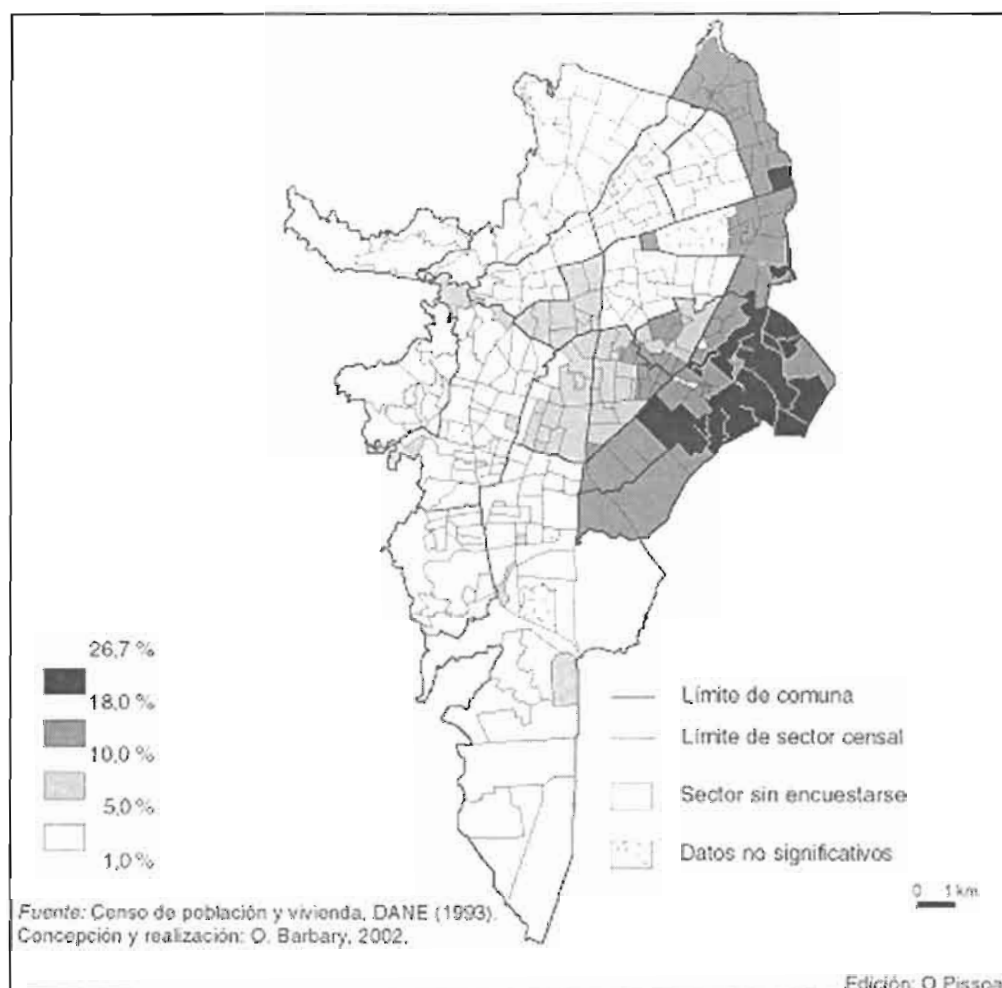 26,7 %
18,0 %
10,0 %
5,0 %
1,0 %
Límite de comuna
Límite de sector censal
Sector sin encuestarse
Datos no significativos
0 1 km
Fuente: Censo de población y vivienda, DANE (1993).
Concepción y realización: O. Barbary, 2002.
Edición: O Pissoa